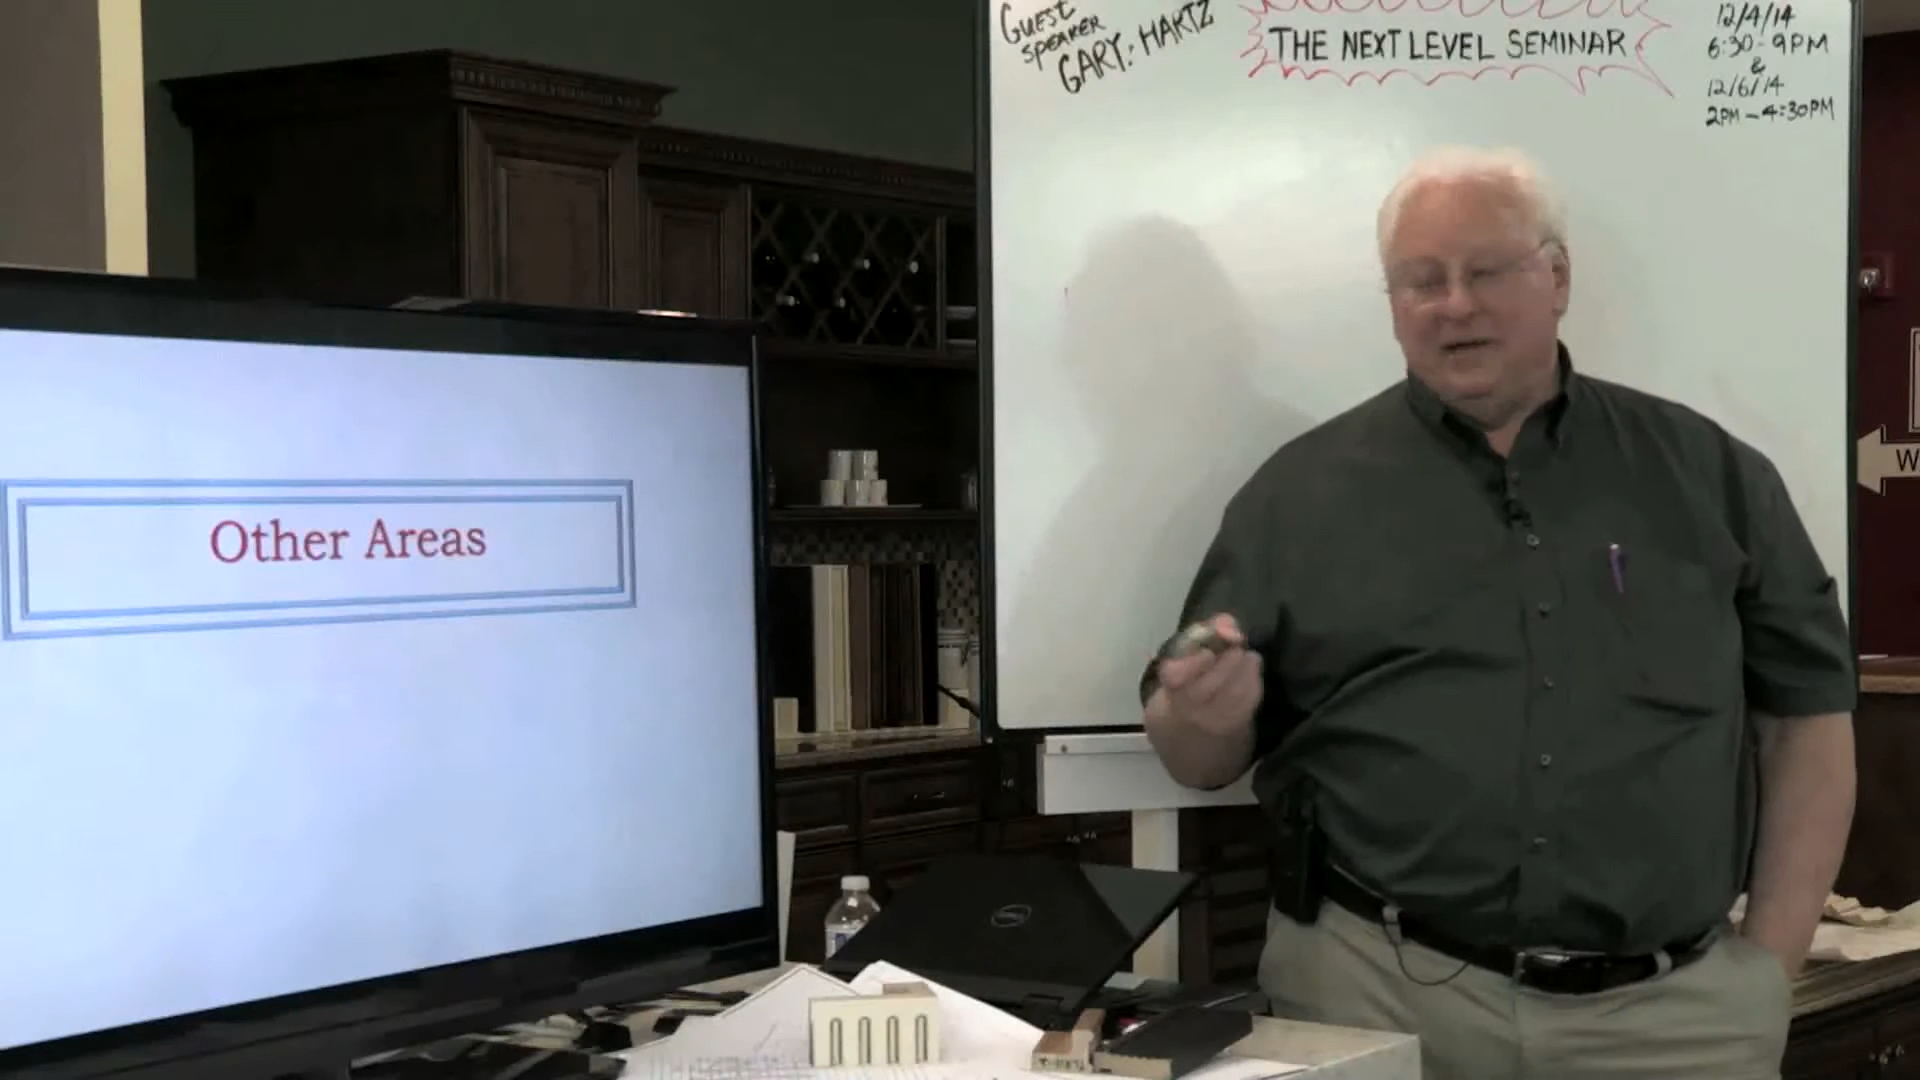 GUEST
SPEAKER
GARY: HARTZ
THE NEXT LEVEL SEMINAR
12/4/14
6:30-9PM
&
12/6/14
2PM-4:30PM
Other Areas
W
DELL